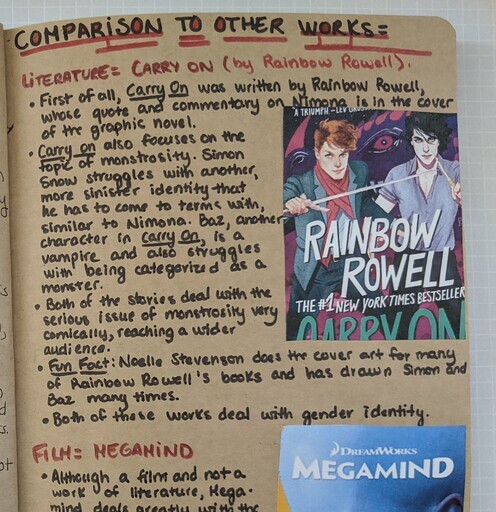 COMPARISON TO OTHER WORKS:
LITERATURE: CARRY ON (by Rainbow Rowell).
• First of all, Carry On was written by Rainbow Rowell,
whose quote and commentary on Nimona is in the cover
of the graphic novel.
• Carry on also focuses on the
topic of monstrosity. Simon
Snow struggles with another,
more sinister identity that
he has to come to terms with,
similar to Nimona. Baz, another
character in carry On, is a
vampire and also struggles
with being categorized as a
monster.
• Both of the stories deal with the
serious issue of monstrosity very
comically, reaching a wider
audience.
• Fun Fact: Noelle Stevenson does the cover art for many
of Rainbow Rowell's books and has drawn Simon and
Baz many times.
• Both of these works deal with gender identity.
FILM: MEGAMIND
• Although a film and not a
work of literature, Mega-
mind deals greatly with the
"A TRIUMPH -LEV
RAINBOW
ROWELL
THE #1 NEW YORK TIMES BESTSELLER
CARRY ON
DREAMWORKS
MEGAMIND